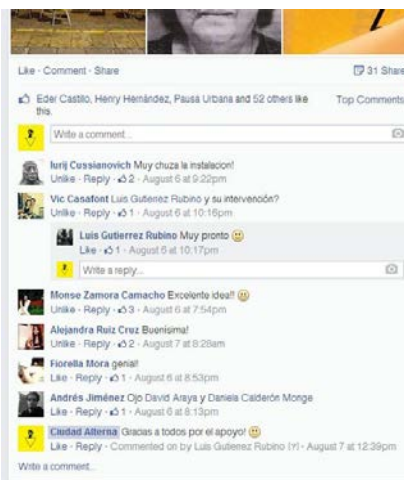 Like · Comment · Share
31 Share
Eder Castillo, Henry Hernández, Pausa Urbana and 52 others like this.
Top Comments
Write a comment...
Iurij Cussianovich Muy chuza la instalacion!
Unlike · Reply · 2 · August 6 at 9:22pm
Vic Casafont Luis Gutierrez Rubino y su intervención?
Unlike · Reply · 1 · August 6 at 10:16pm
Luis Gutierrez Rubino Muy pronto
Like · 1 · August 6 at 10:17pm
Write a reply...
Monse Zamora Camacho Excelente idea!!
Unlike · Reply · 3 · August 6 at 7:54pm
Alejandra Ruiz Cruz Buenisima!
Unlike · Reply · 2 · August 7 at 8:28am
Fiorella Mora genial!
Like · Reply · 1 · August 6 at 8:53pm
Andrés Jiménez Ojo David Araya y Daniela Calderón Monge
Like · Reply · 1 · August 6 at 8:13pm
Ciudad Alterna Gracias a todos por el apoyo!
Like · Reply · Commented on by Luis Gutierrez Rubino [?] · August 7 at 12:39pm
Write a comment...